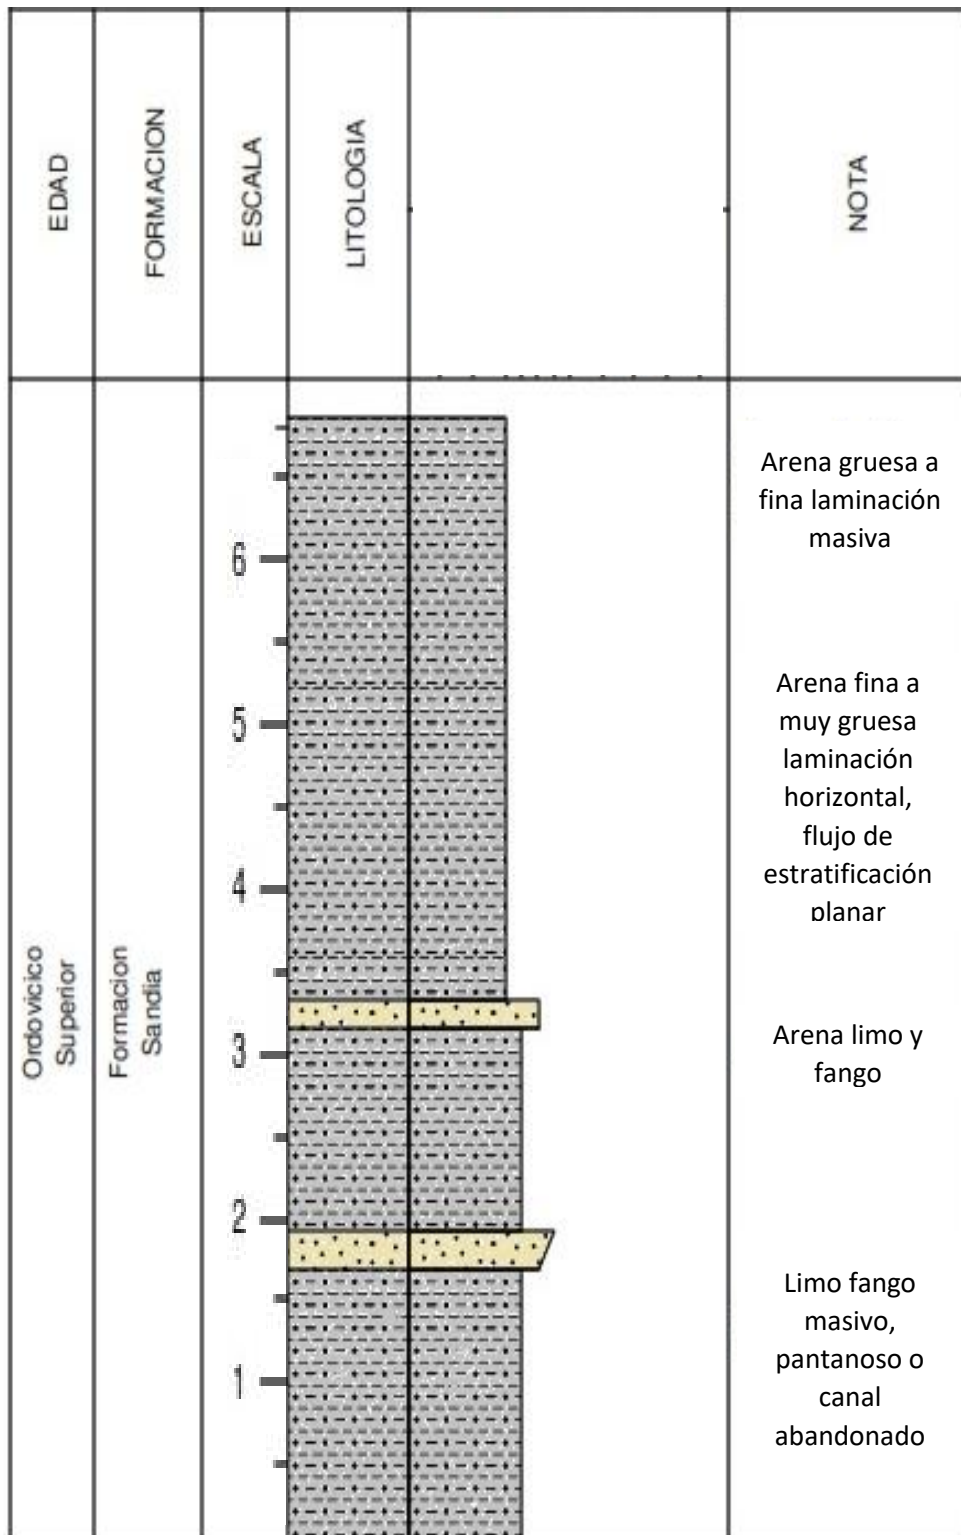 EDAD
FORMACION
ESCALA
LITOLOGIA
NOTA
Ordovicico
Superior
Formacion
Sandia
6
5
4
3
2
1
Arena gruesa a
fina laminación
masiva
Arena fina a
muy gruesa
laminación
horizontal,
flujo de
estratificación
planar
Arena limo y
fango
Limo fango
masivo,
pantanoso o
canal
abandonado